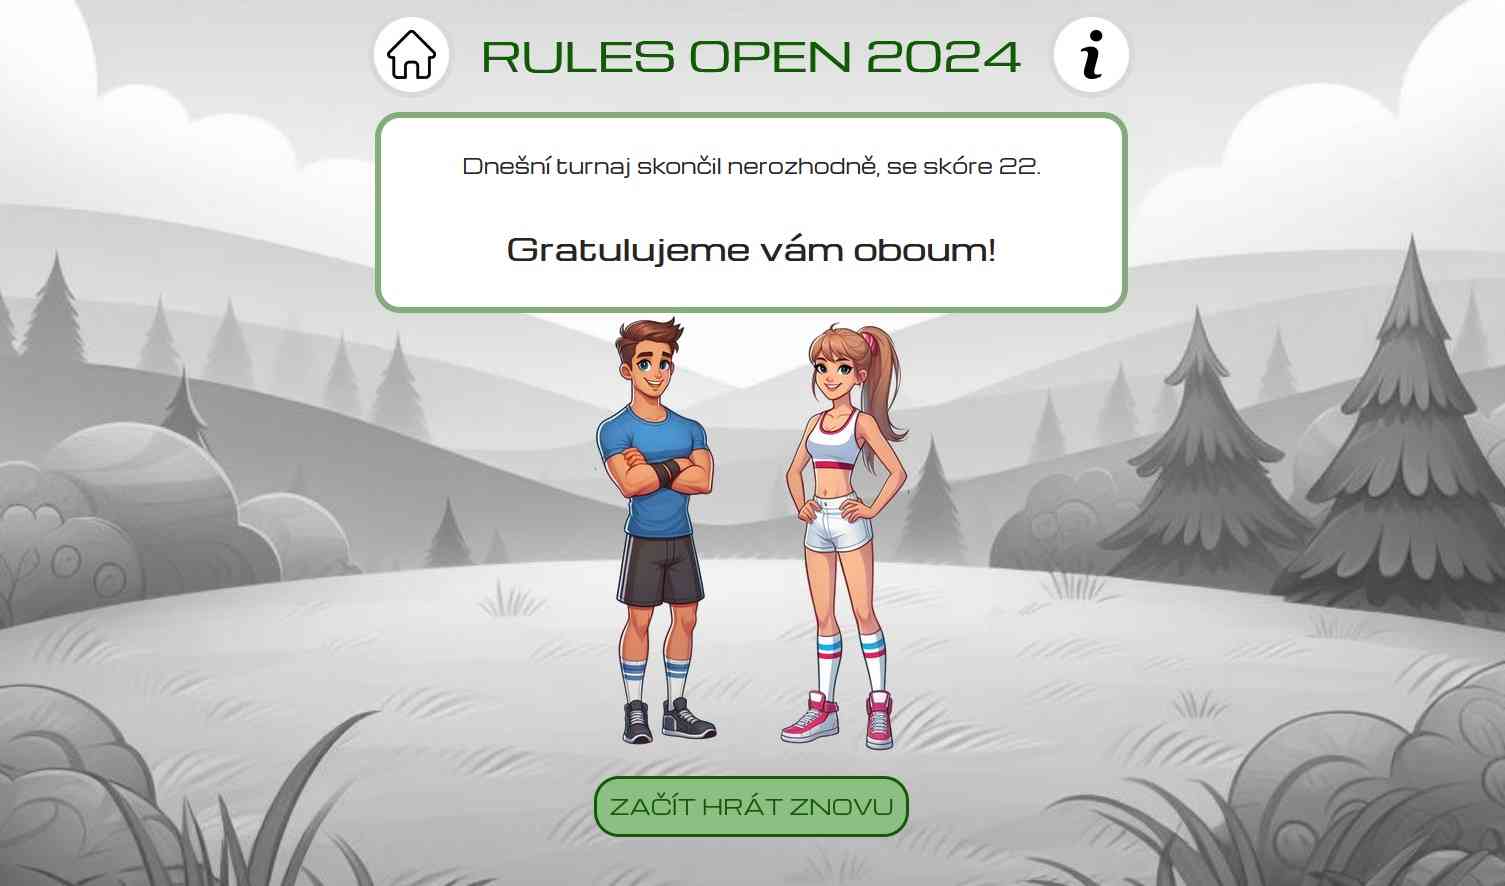 RULES OPEN 2024
Dnešní turnaj skončil nerozhodně, se skóre 22.
Gratulujeme vám oboum!
ZAČÍT HRÁT ZNOVU